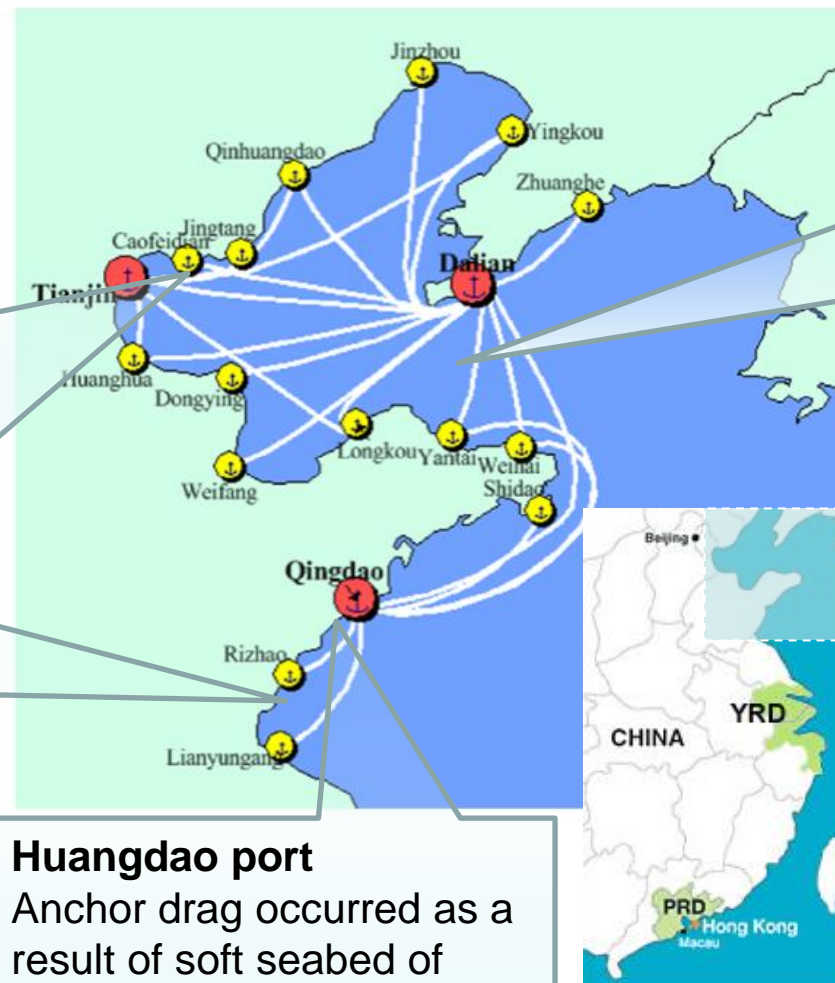 Jinzhou
Yingkou
Qinhuangdao
Zhuanghe
Jingtang
Caofeidian
Dalian
Tianjin
Huanghua
Dongying
Longkou
Yantai
Weihai
Weifang
Shidao
Qingdao
Rizhao
Lianyungang
Huangdao port
Anchor drag occurred as a
result of soft seabed of
Beijing
YRD
CHINA
PRD
Hong Kong
Macau